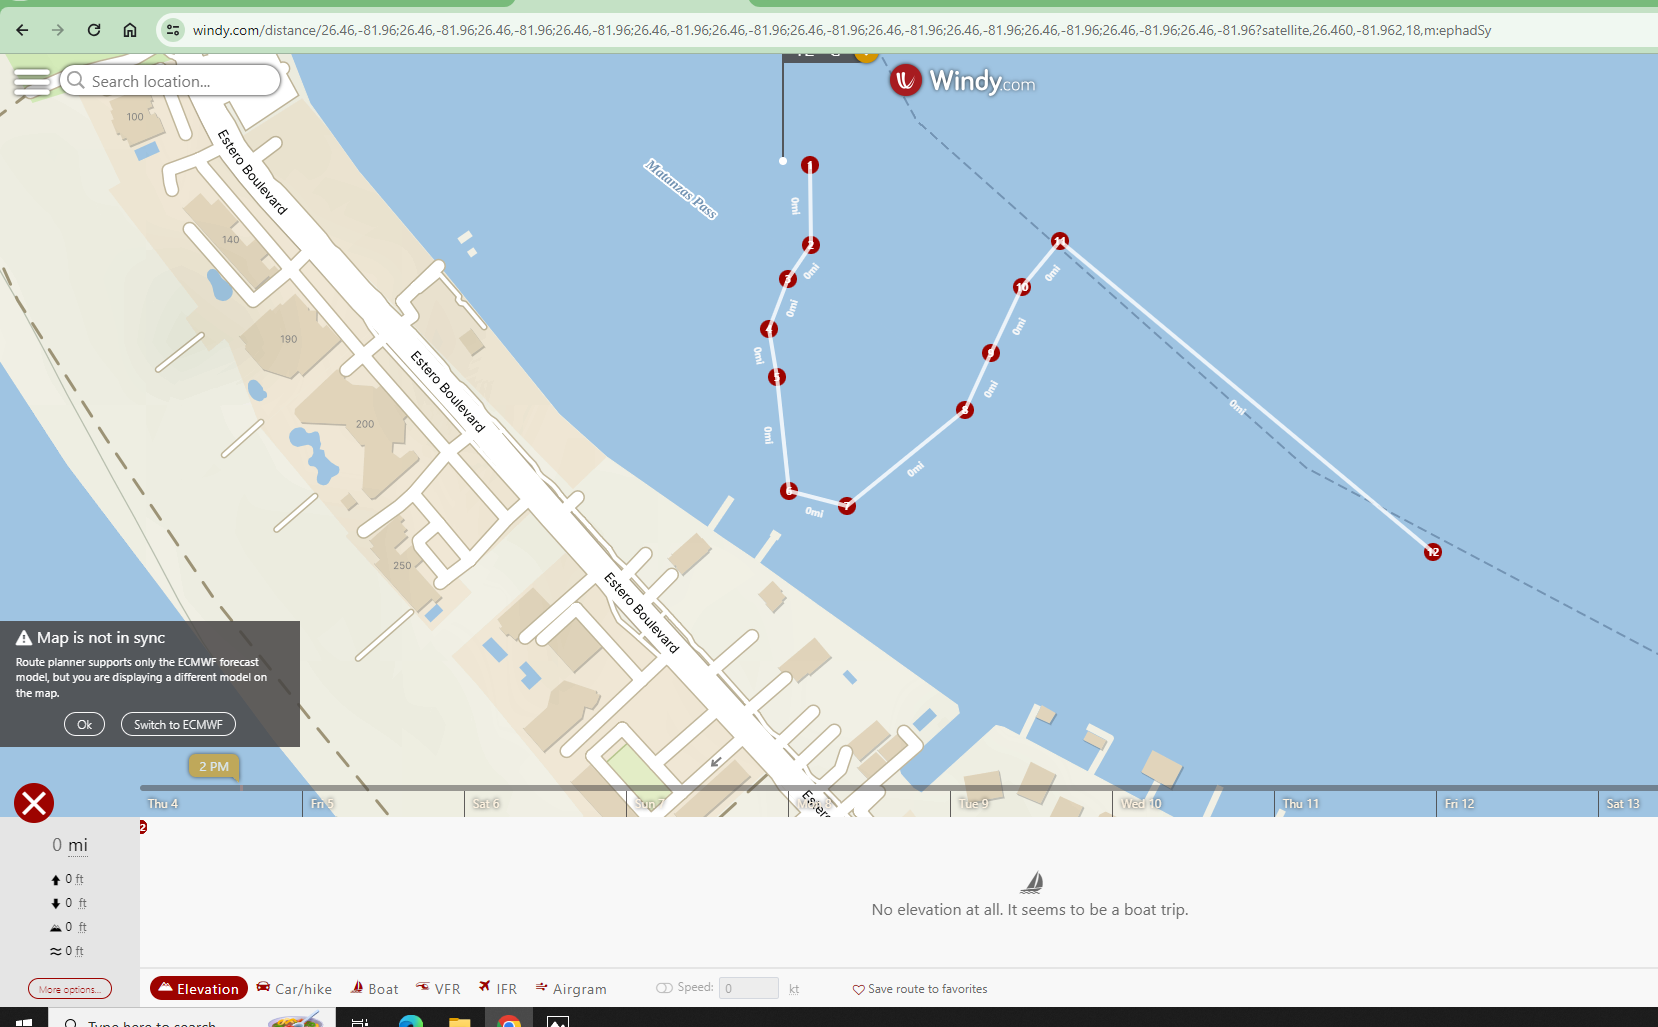 windy.com/distance/26.46,-81.96;26.46,-81.96;26.46,-81.96;26.46,-81.96;26.46,-81.96;26.46,-81.96;26.46,-81.96;26.46,-81.96;26.46,-81.96;26.46,-81.96;26.46,-81.96;26.46,-81.96?satellite,26.460,-81.962,18,m:ephadSy
Search location...
Windy.com
100
Estero Boulevard
Matanzas Pass
1
0mi
140
2
11
0mi
0mi
3
10
0mi
0mi
190
4
0mi
9
Estero Boulevard
5
0mi
8
0mi
200
0mi
0mi
6
7
0mi
12
250
Estero Boulevard
Map is not in sync
Route planner supports only the ECMWF forecast
model, but you are displaying a different model on
the map.
Ok
Switch to ECMWF
2 PM
Thu 4
Fri 5
Sat 6
Sun 7
Mon 8
Tue 9
Wed 10
Thu 11
Fri 12
Sat 13
Estero
2
0 mi
0 ft
0 ft
0 ft
0 ft
More options...
No elevation at all. It seems to be a boat trip.
Elevation
Car/hike
Boat
VFR
IFR
Airgram
Speed:
0
kt
Save route to favorites
Type here to search